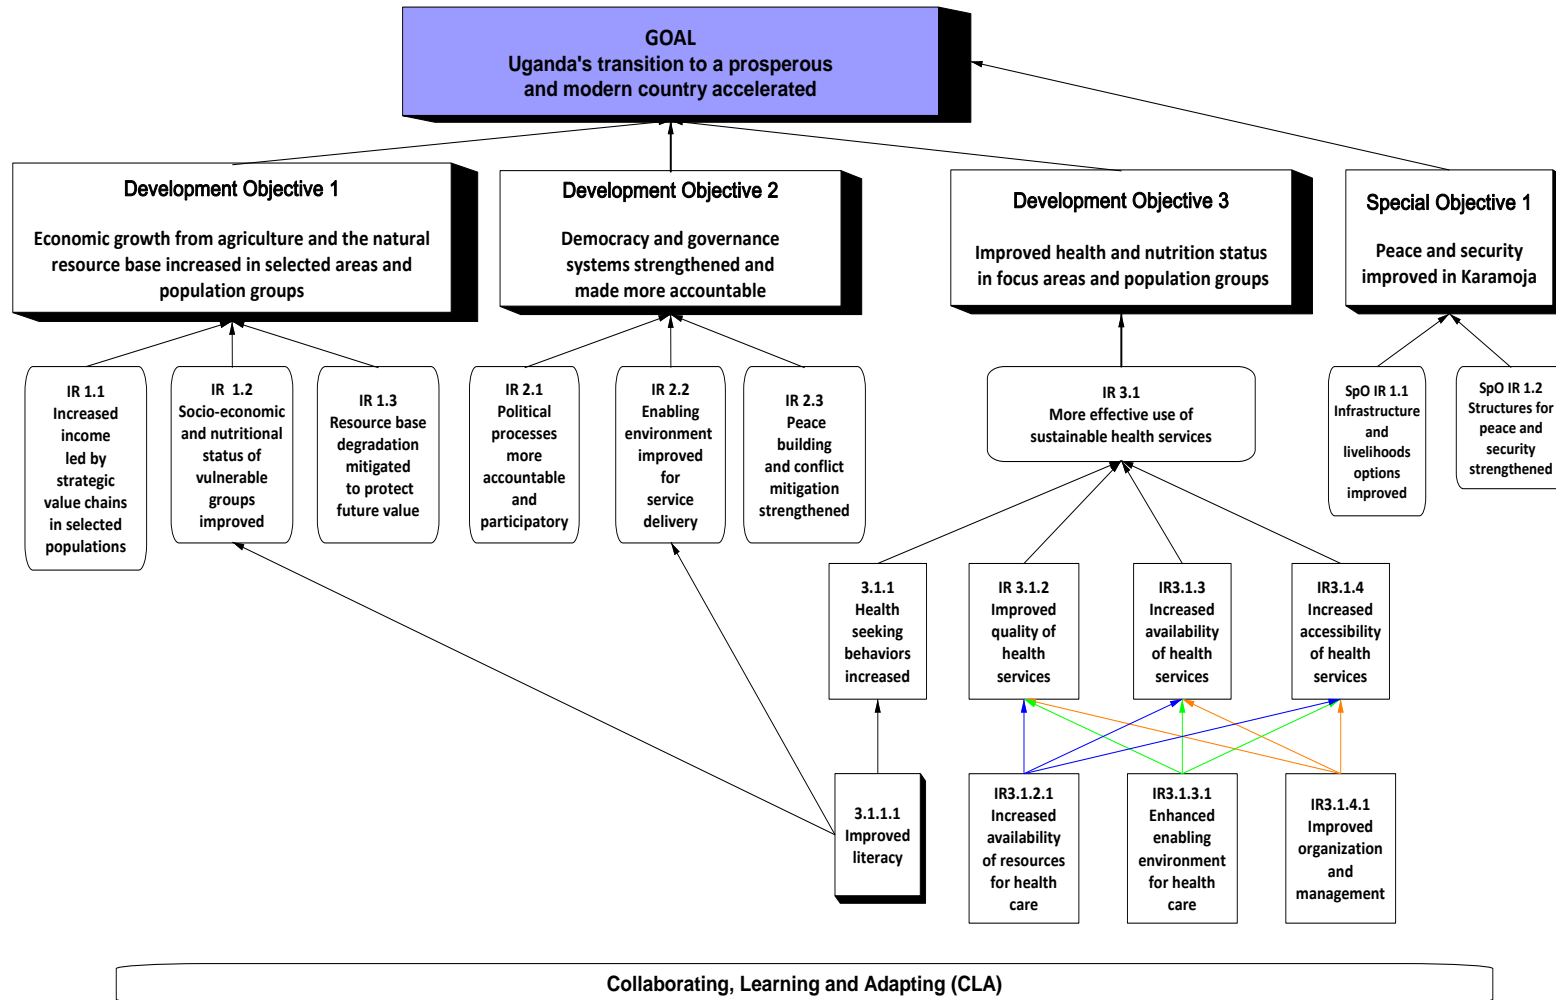 GOAL
Uganda's transition to a prosperous
and modern country accelerated
Development Objective 1
Economic growth from agriculture and the natural
resource base increased in selected areas and
population groups
Development Objective 2
Democracy and governance
systems strengthened and
made more accountable
Development Objective 3
Improved health and nutrition status
in focus areas and population groups
Special Objective 1
Peace and security
improved in Karamoja
IR 1.1
Increased
income
led by
strategic
value chains
in selected
populations
IR 1.2
Socio-economic
and nutritional
status of
vulnerable
groups
improved
IR 1.3
Resource base
degradation
mitigated
to protect
future value
IR 2.1
Political
processes
more
accountable
and
participatory
IR 2.2
Enabling
environment
improved
for
service
delivery
IR 2.3
Peace
building
and conflict
mitigation
strengthened
IR 3.1
More effective use of
sustainable health services
SpO IR 1.1
Infrastructure
and
livelihoods
options
improved
SpO IR 1.2
Structures for
peace and
security
strengthened
3.1.1
Health
seeking
behaviors
increased
IR 3.1.2
Improved
quality of
health
services
IR3.1.3
Increased
availability
of health
services
IR3.1.4
Increased
accessibility
of health
services
3.1.1.1
Improved
literacy
IR3.1.2.1
Increased
availability
of resources
for health
care
IR3.1.3.1
Enhanced
enabling
environment
for health
care
IR3.1.4.1
Improved
organization
and
management
Collaborating, Learning and Adapting (CLA)